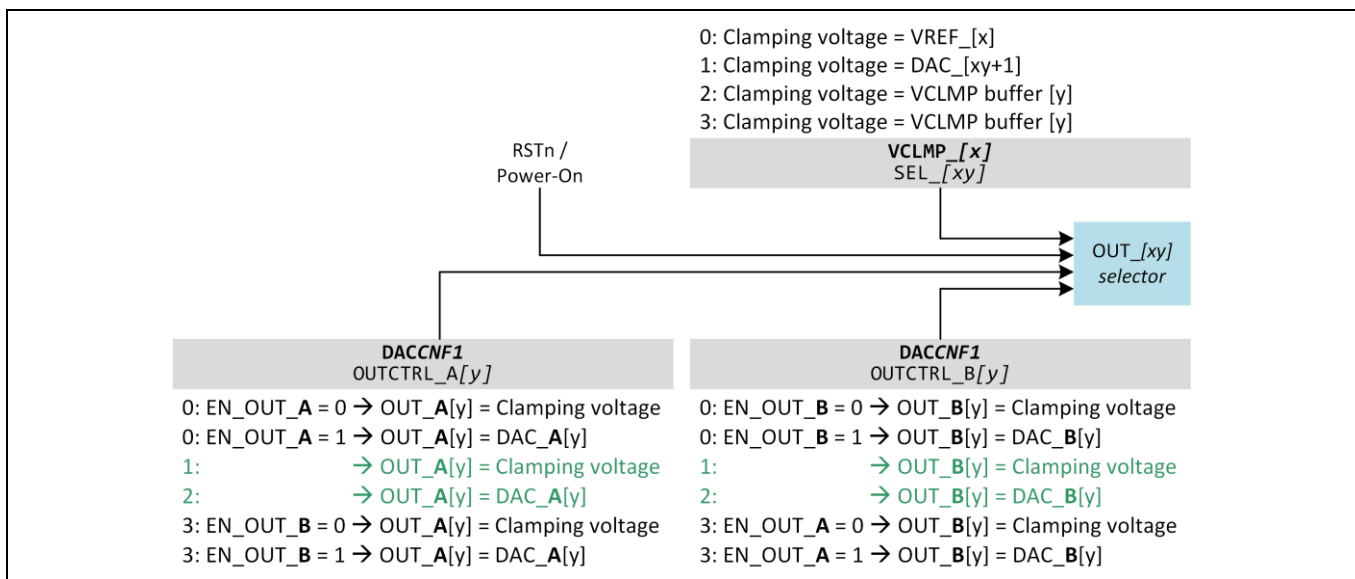 0: Clamping voltage = VREF_[x]
1: Clamping voltage = DAC_[xy+1]
2: Clamping voltage = VCLMP buffer [y]
3: Clamping voltage = VCLMP buffer [y]
RSTn /
Power-On
VCLMP_[x]
SEL_[xy]
OUT_[xy]
selector
DACCNF1
OUTCTRL_A[y]
0: EN_OUT_A = 0 → OUT_A[y] = Clamping voltage
0: EN_OUT_A = 1 → OUT_A[y] = DAC_A[y]
1: → OUT_A[y] = Clamping voltage
2: → OUT_A[y] = DAC_A[y]
3: EN_OUT_B = 0 → OUT_A[y] = Clamping voltage
3: EN_OUT_B = 1 → OUT_A[y] = DAC_A[y]
DACCNF1
OUTCTRL_B[y]
0: EN_OUT_B = 0 → OUT_B[y] = Clamping voltage
0: EN_OUT_B = 1 → OUT_B[y] = DAC_B[y]
1: → OUT_B[y] = Clamping voltage
2: → OUT_B[y] = DAC_B[y]
3: EN_OUT_A = 0 → OUT_B[y] = Clamping voltage
3: EN_OUT_A = 1 → OUT_B[y] = DAC_B[y]